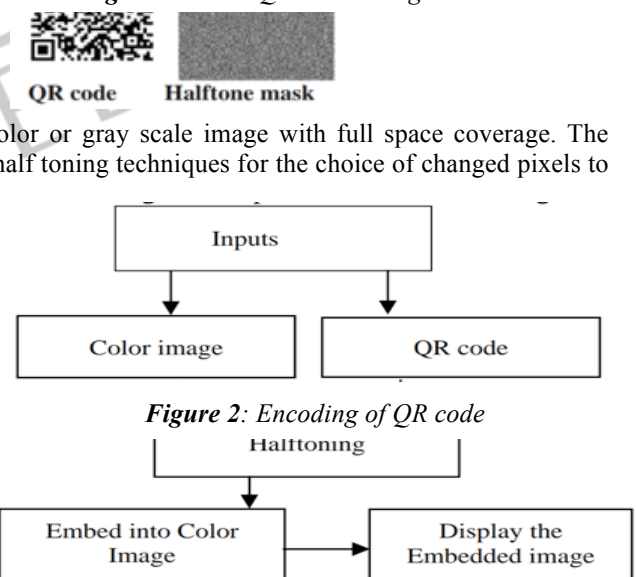 QR code Halftone mask
olor or gray scale image with full space coverage. The
half toning techniques for the choice of changed pixels to
Inputs
Color image QR code
Figure 2: Encoding of QR code
Halftoning
Embed into Color
Image
Display the
Embedded image